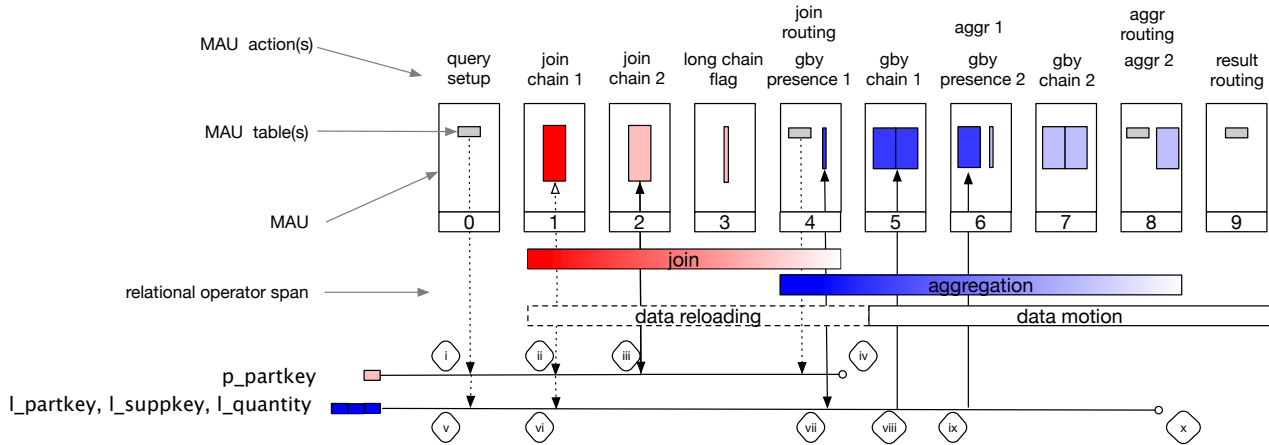 join
routing
aggr 1
aggr
routing
MAU action(s)
query
setup
join
chain 1
join
chain 2
long chain
flag
gby
presence 1
gby
chain 1
gby
presence 2
gby
chain 2
aggr 2
result
routing
MAU table(s)
MAU
0 1 2 3 4 5 6 7 8 9
join
relational operator span
aggregation
data reloading
data motion
i ii iii iv
p_partkey
l_partkey, l_suppkey, l_quantity
v vi vii viii ix x